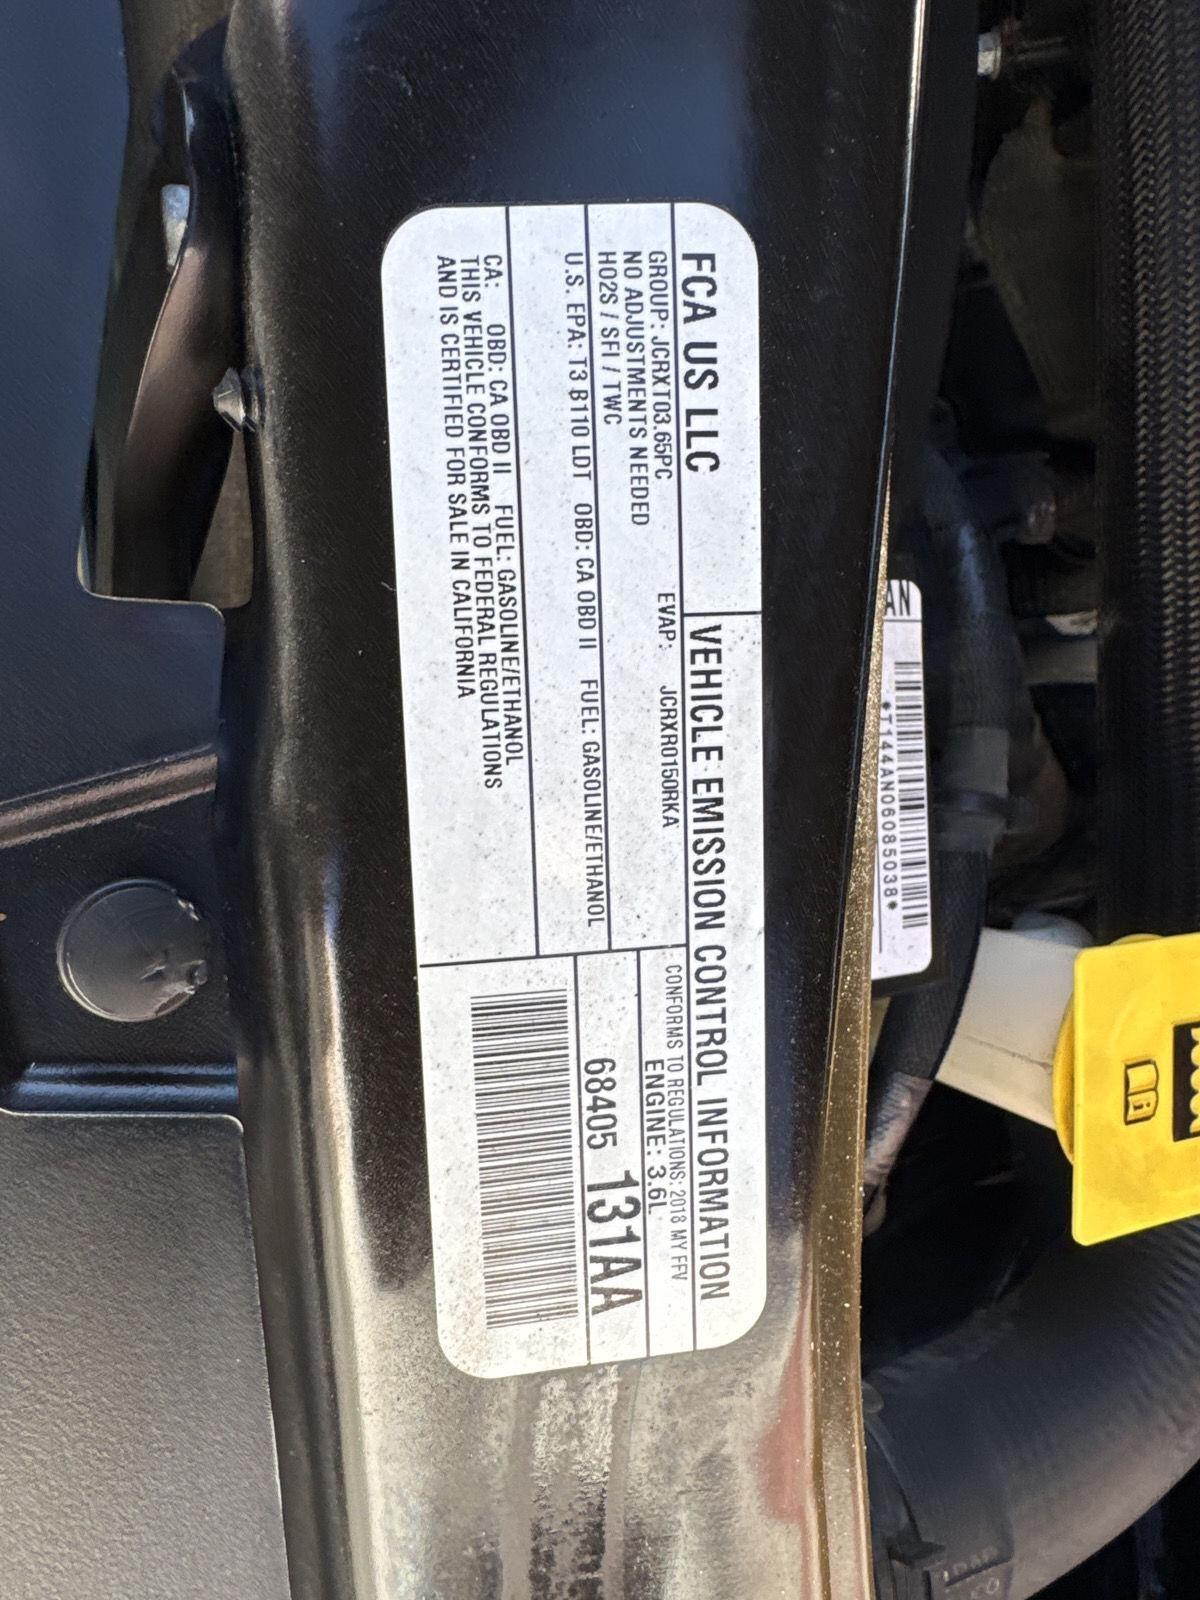 FCA US LLC
VEHICLE EMISSION CONTROL INFORMATION
GROUP: JCRXT03.65PC
EVAP: JCRXR0150RKA
NO ADJUSTMENTS NEEDED
HO2S / SFI / TWC
CONFORMS TO REGULATIONS: 2018 MY FFV
ENGINE: 3.6L
U.S. EPA: T3 B110 LDT OBD: CA OBD II FUEL: GASOLINE/ETHANOL
68405 131AA
CA: OBD: CA OBD II FUEL: GASOLINE/ETHANOL
THIS VEHICLE CONFORMS TO FEDERAL REGULATIONS
AND IS CERTIFIED FOR SALE IN CALIFORNIA
AN
*T144AN06085038*